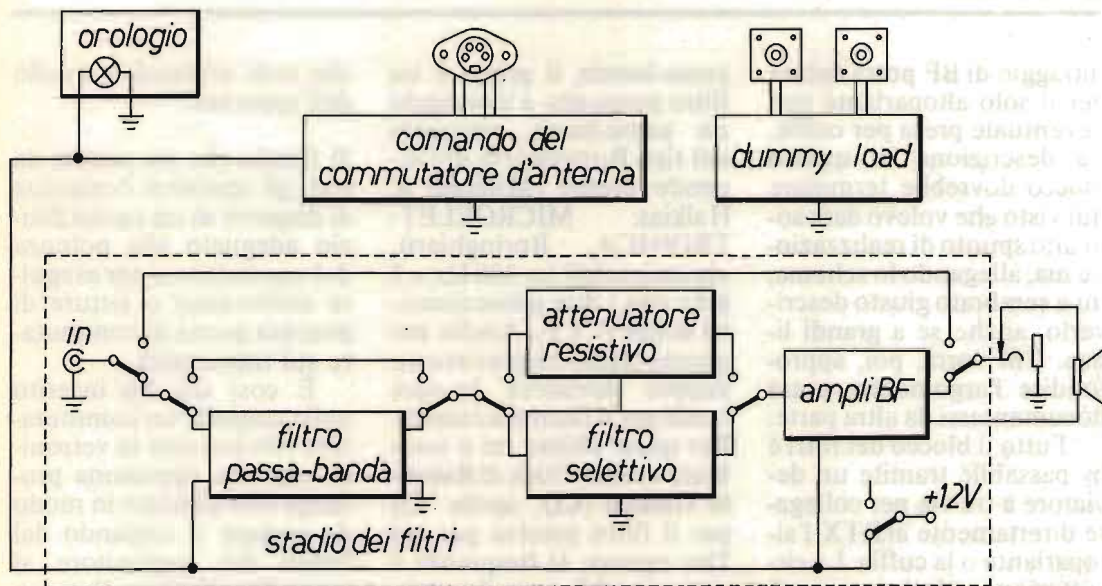 orologio
comando del
commutatore d'antenna
dummy load
in
attenuatore
resistivo
filtro
passa-banda
filtro
selettivo
ampli BF
+12V
stadio dei filtri